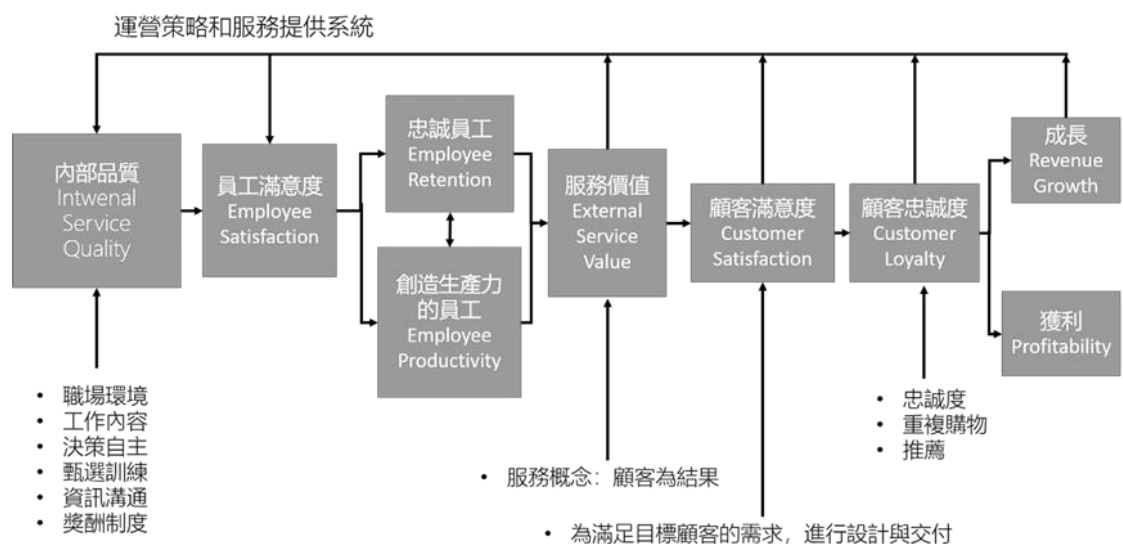 運營策略和服務提供系統
內部品質
Intwenal
Service
Quality
員工滿意度
Employee
Satisfaction
忠誠員工
Employee
Retention
創造生產力
的員工
Employee
Productivity
服務價值
External
Service
Value
顧客滿意度
Customer
Satisfaction
顧客忠誠度
Customer
Loyalty
成長
Revenue
Growth
獲利
Profitability
• 職場環境
• 工作內容
• 決策自主
• 甄選訓練
• 資訊溝通
• 獎酬制度
• 服務概念：顧客為結果
• 為滿足目標顧客的需求，進行設計與交付
• 忠誠度
• 重複購物
• 推薦